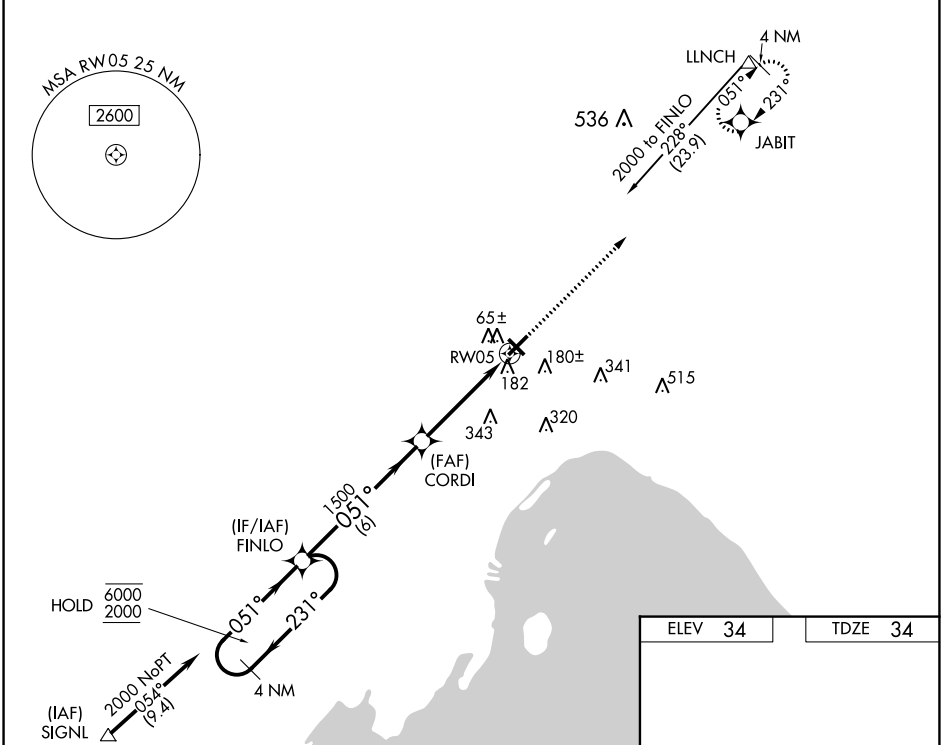 MSA RW05 25 NM
2600
LLNCH
4 NM
051°
231°
JABIT
536
2000 to FINLO
228°
(23.9)
65±
RW05
182
180±
341
515
343
320
(FAF)
CORDI
1500
051°
(6)
(IF/IAF)
FINLO
HOLD
6000
2000
051°
231°
4 NM
2000 NoPT
054°
(9.4)
(IAF)
SIGNL
ELEV 34
TDZE 34